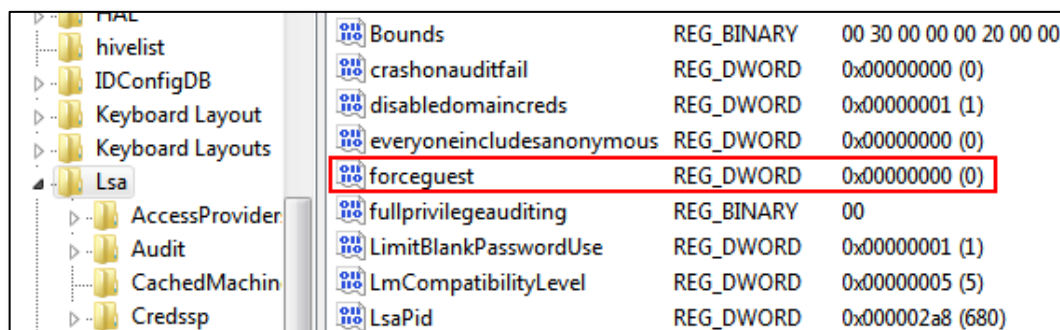 HAL
hivelist
IDConfigDB
Keyboard Layout
Keyboard Layouts
Lsa
AccessProvider
Audit
CachedMachin
Credssp
Bounds REG_BINARY 00 30 00 00 00 20 00 00
crashonauditfail REG_DWORD 0x00000000 (0)
disabledomaincreds REG_DWORD 0x00000001 (1)
everyoneincludesanonymous REG_DWORD 0x00000000 (0)
forceguest REG_DWORD 0x00000000 (0)
fullprivilegeauditing REG_BINARY 00
LimitBlankPasswordUse REG_DWORD 0x00000001 (1)
LmCompatibilityLevel REG_DWORD 0x00000005 (5)
LsaPid REG_DWORD 0x000002a8 (680)